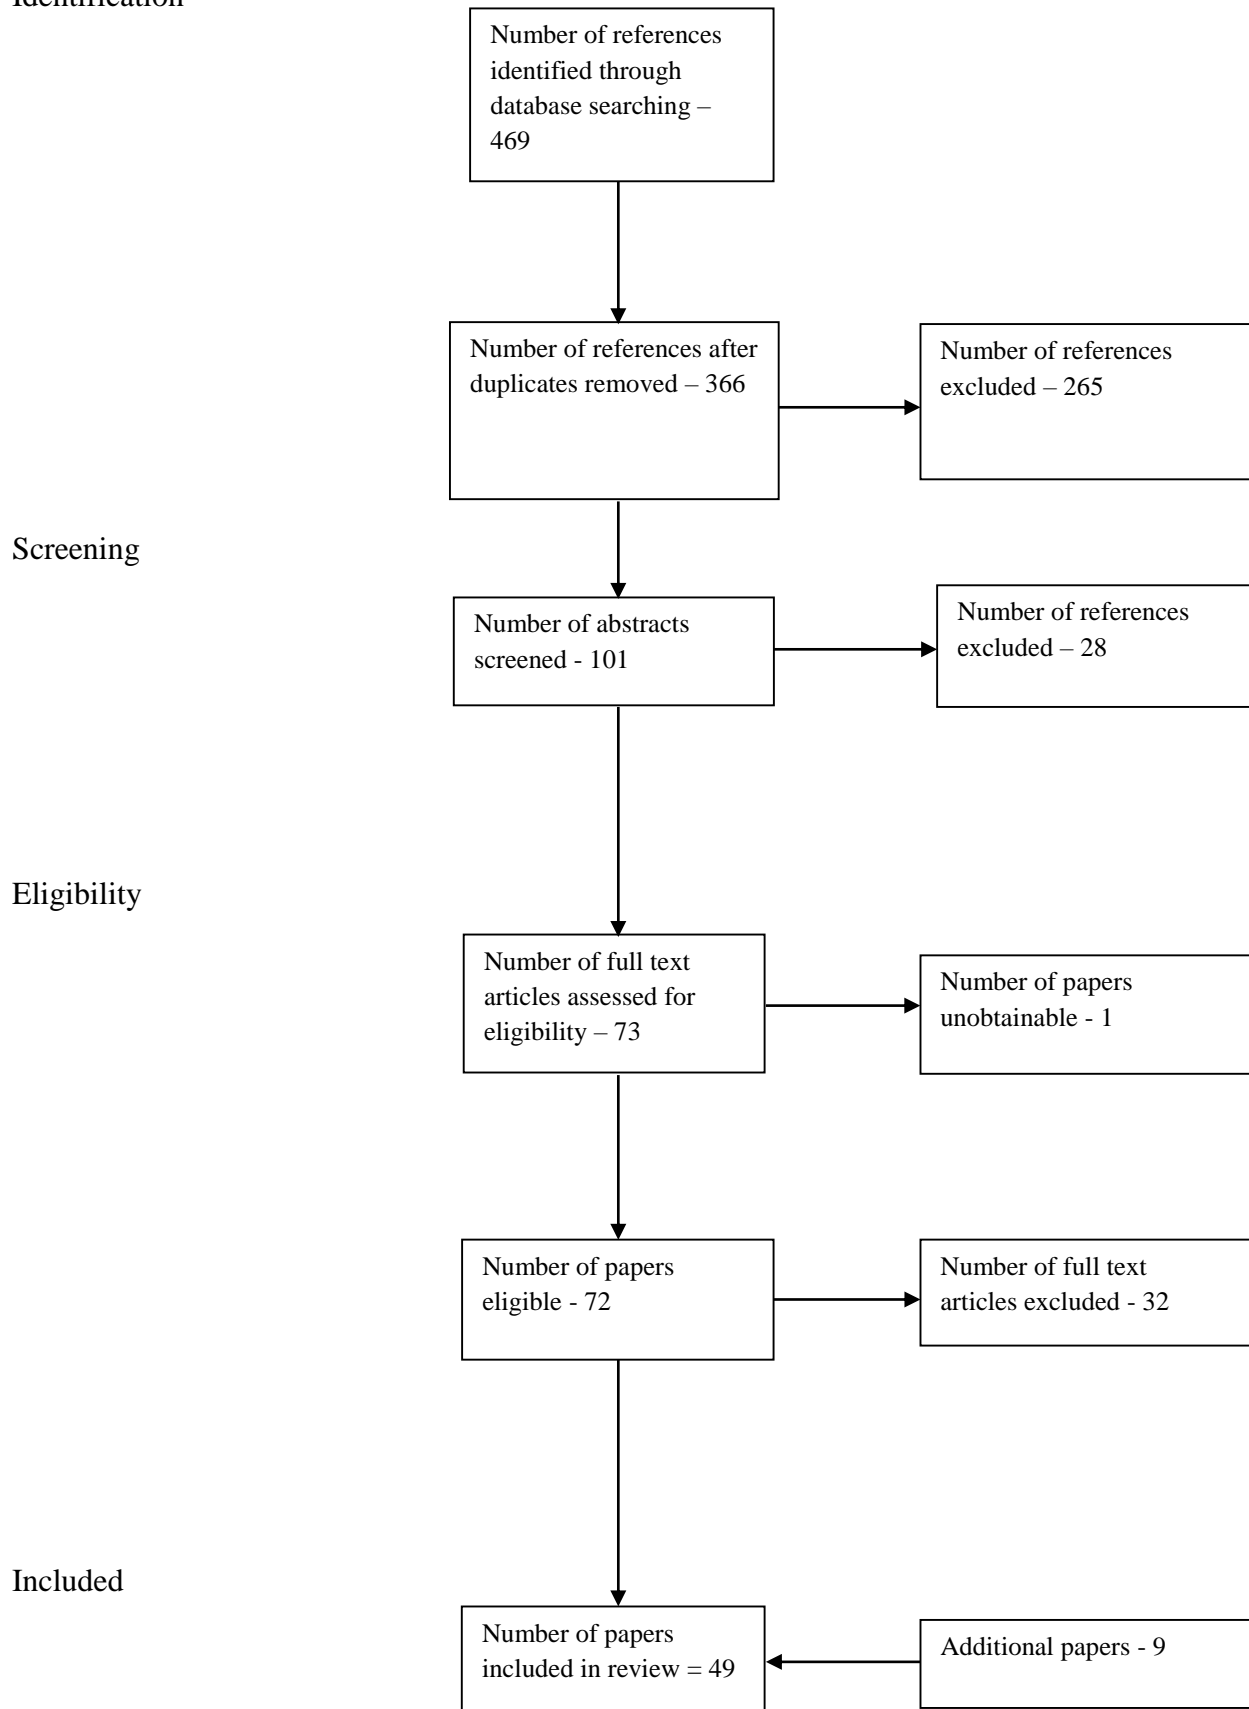 Identification
Number of references
identified through
database searching –
469
Number of references after
duplicates removed – 366
Number of references
excluded – 265
Screening
Number of abstracts
screened - 101
Number of references
excluded – 28
Eligibility
Number of full text
articles assessed for
eligibility – 73
Number of papers
unobtainable - 1
Number of papers
eligible - 72
Number of full text
articles excluded - 32
Included
Number of papers
included in review = 49
Additional papers - 9